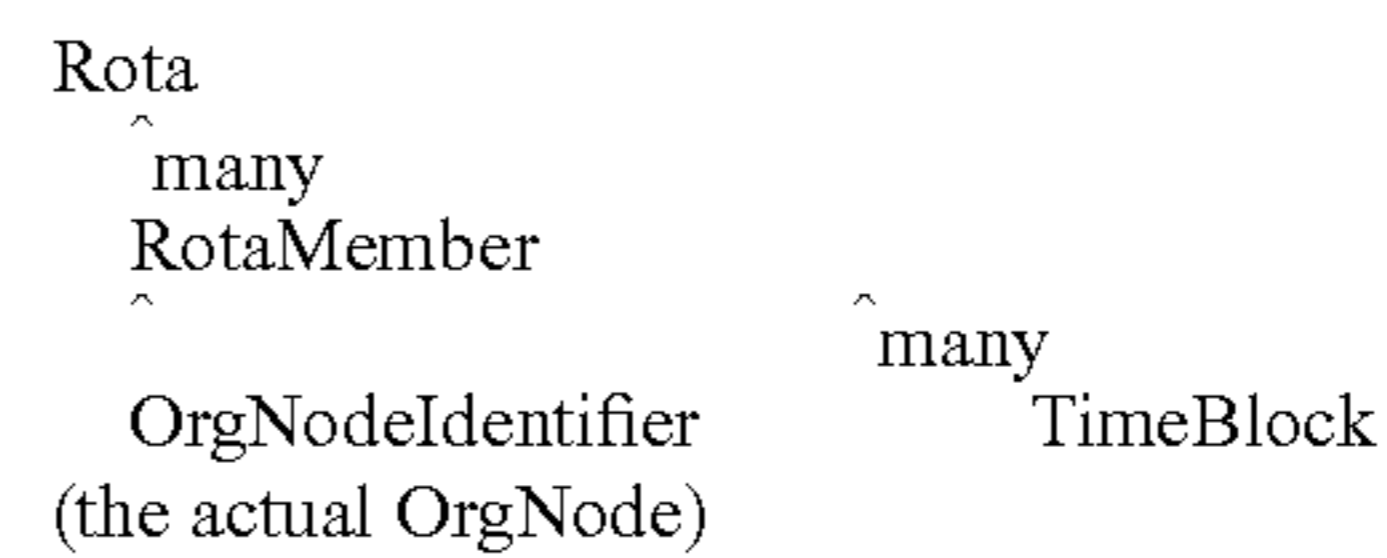 Rota
^
many
RotaMember
^ ^
many
OrgNodeIdentifier TimeBlock
(the actual OrgNode)